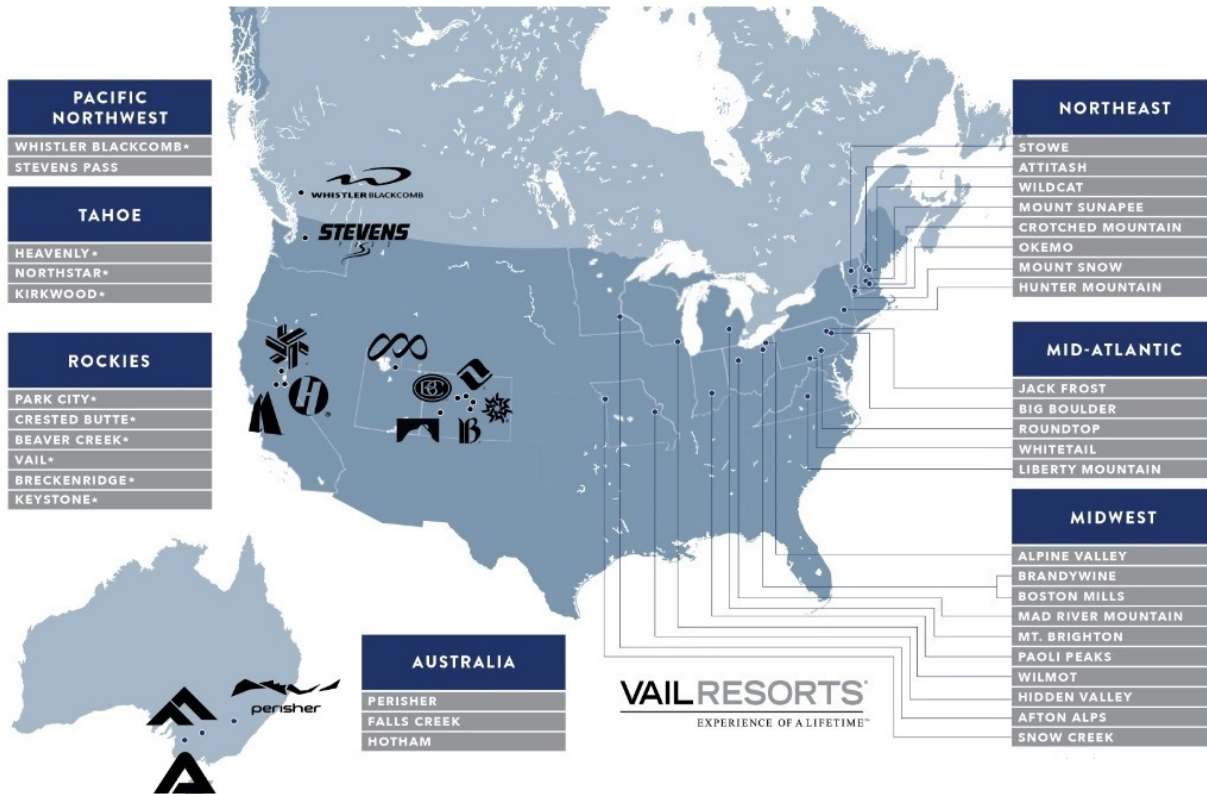 PACIFIC
NORTHWEST
WHISTLER BLACKCOMB*
STEVENS PASS
TAHOE
HEAVENLY*
NORTHSTAR*
KIRKWOOD*
ROCKIES
PARK CITY*
CRESTED BUTTE*
BEAVER CREEK*
VAIL*
BRECKENRIDGE*
KEYSTONE*
WHISTLER BLACKCOMB
STEVENS
H
B
perisher
AUSTRALIA
PERISHER
FALLS CREEK
HOTHAM
VAIL RESORTS®
EXPERIENCE OF A LIFETIME™
NORTHEAST
STOWE
ATTITASH
WILDCAT
MOUNT SUNAPEE
CROTCHED MOUNTAIN
OKEMO
MOUNT SNOW
HUNTER MOUNTAIN
MID-ATLANTIC
JACK FROST
BIG BOULDER
ROUNDTOP
WHITETAIL
LIBERTY MOUNTAIN
MIDWEST
ALPINE VALLEY
BRANDYWINE
BOSTON MILLS
MAD RIVER MOUNTAIN
MT. BRIGHTON
PAOLI PEAKS
WILMOT
HIDDEN VALLEY
AFTON ALPS
SNOW CREEK